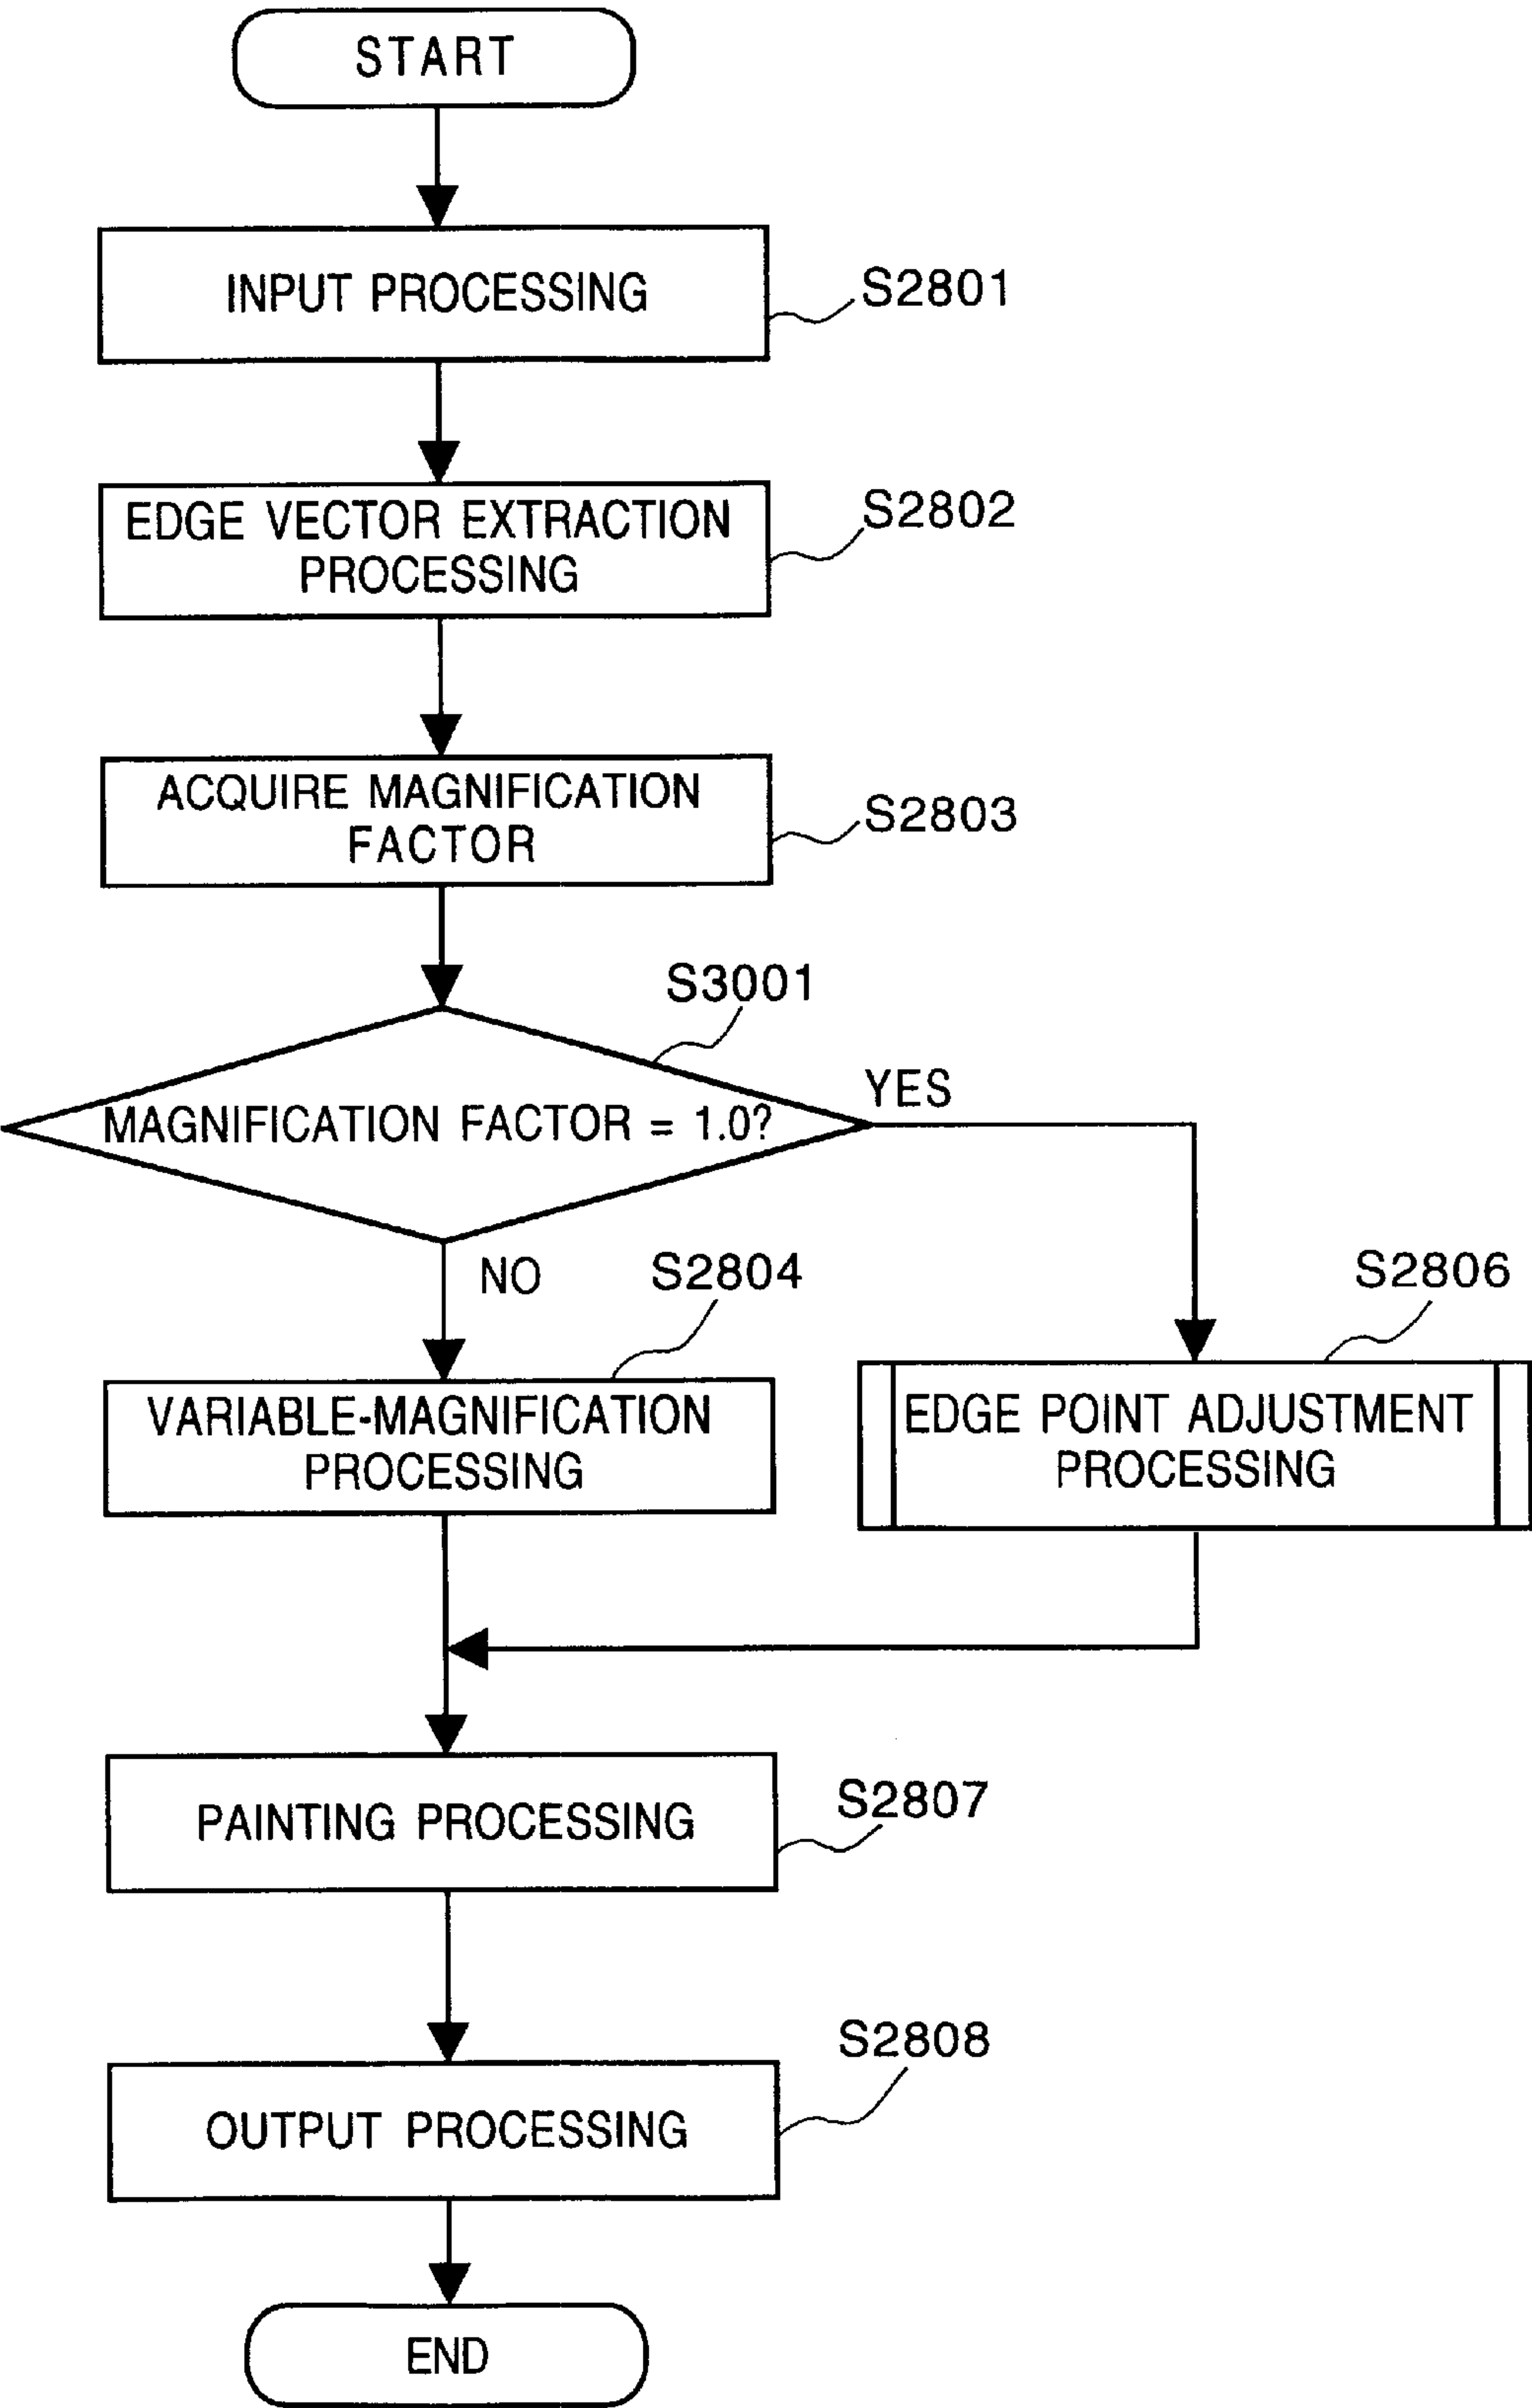 START
INPUT PROCESSING
S2801
EDGE VECTOR EXTRACTION
PROCESSING
S2802
ACQUIRE MAGNIFICATION
FACTOR
S2803
S3001
MAGNIFICATION FACTOR = 1.0?
YES
NO
S2804
VARIABLE-MAGNIFICATION
PROCESSING
S2806
EDGE POINT ADJUSTMENT
PROCESSING
PAINTING PROCESSING
S2807
OUTPUT PROCESSING
S2808
END